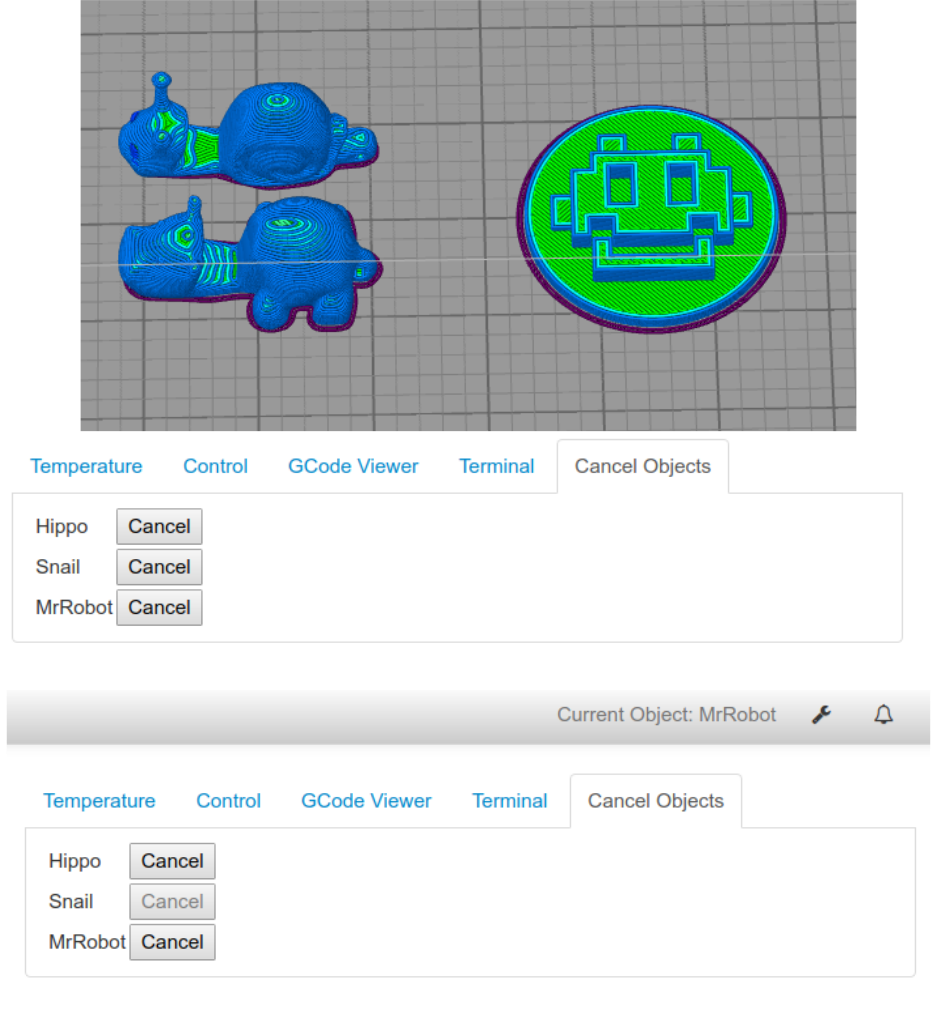 Temperature Control GCode Viewer Terminal Cancel Objects
Hippo Cancel
Snail Cancel
MrRobot Cancel
Current Object: MrRobot
Temperature Control GCode Viewer Terminal Cancel Objects
Hippo Cancel
Snail Cancel
MrRobot Cancel